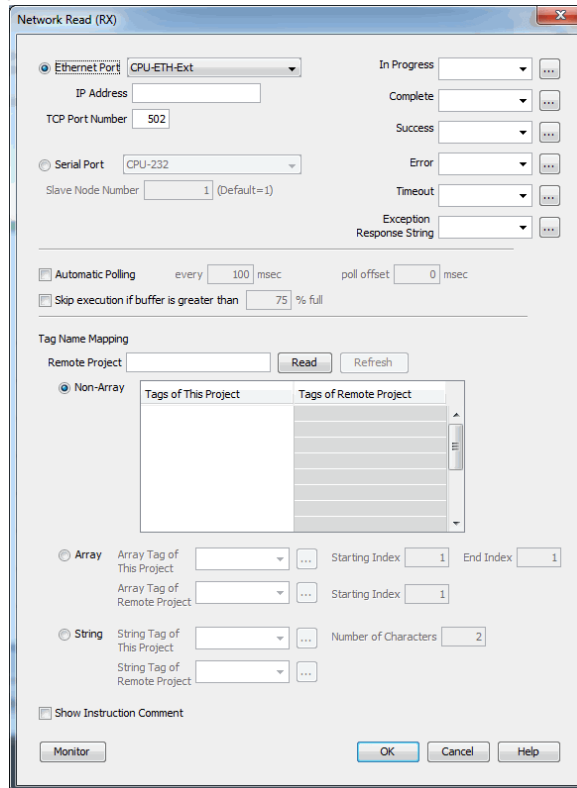 Network Read (RX)
Ethernet Port CPU-ETH-Ext
IP Address
TCP Port Number 502
Serial Port CPU-232
Slave Node Number 1 (Default=1)
In Progress ...
Complete ...
Success ...
Error ...
Timeout ...
Exception
Response String ...
Automatic Polling every 100 msec poll offset 0 msec
Skip execution if buffer is greater than 75 % full
Tag Name Mapping
Remote Project Read Refresh
Non-Array
Tags of This Project Tags of Remote Project
Array
Array Tag of
This Project ... Starting Index 1 End Index 1
Array Tag of
Remote Project ... Starting Index 1
String
String Tag of
This Project ... Number of Characters 2
String Tag of
Remote Project ...
Show Instruction Comment
Monitor OK Cancel Help